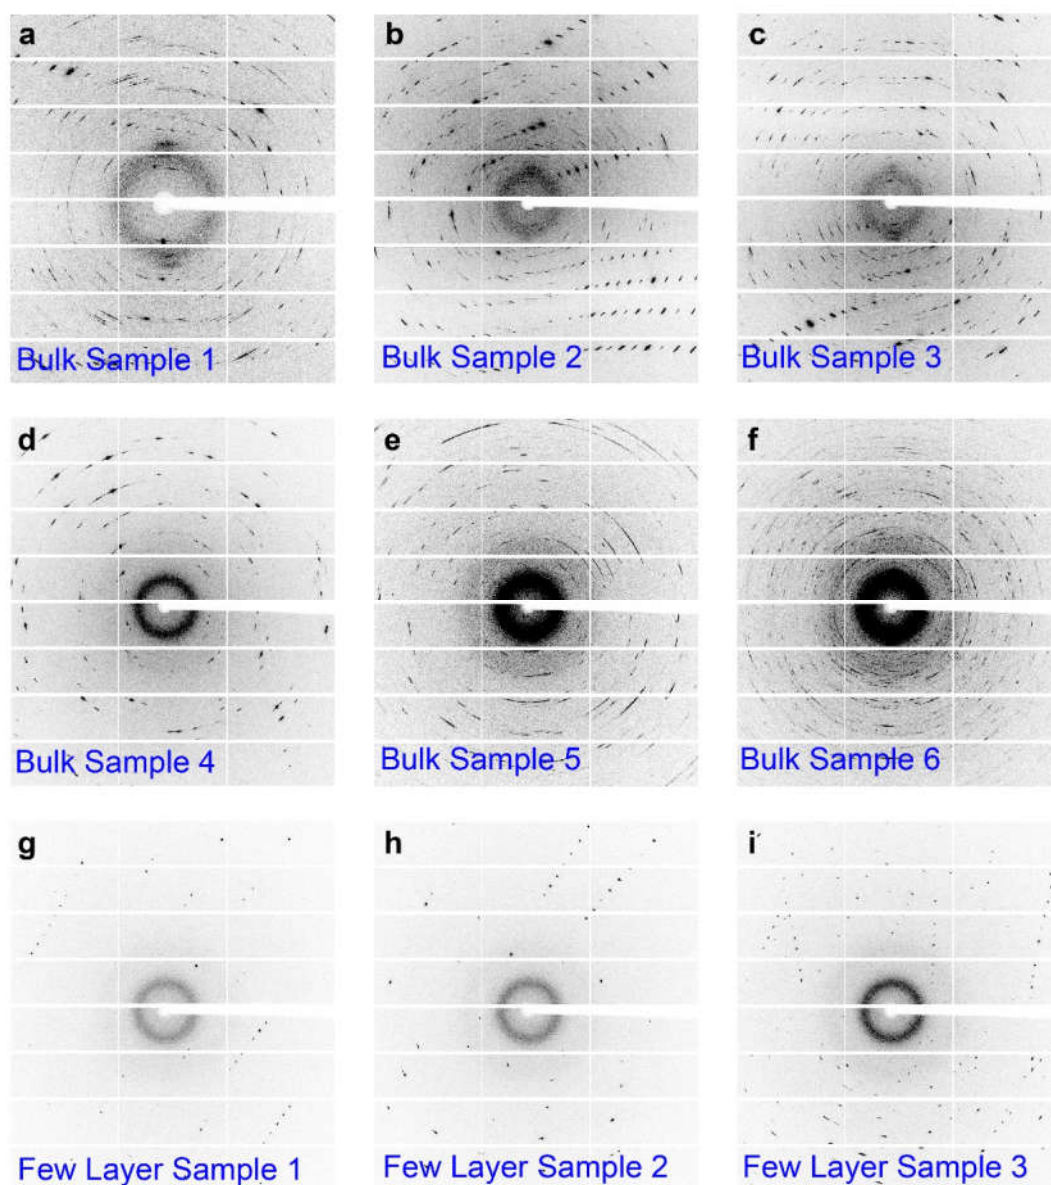 a
b
c
Bulk Sample 1
Bulk Sample 2
Bulk Sample 3
d
e
f
Bulk Sample 4
Bulk Sample 5
Bulk Sample 6
g
h
i
Few Layer Sample 1
Few Layer Sample 2
Few Layer Sample 3